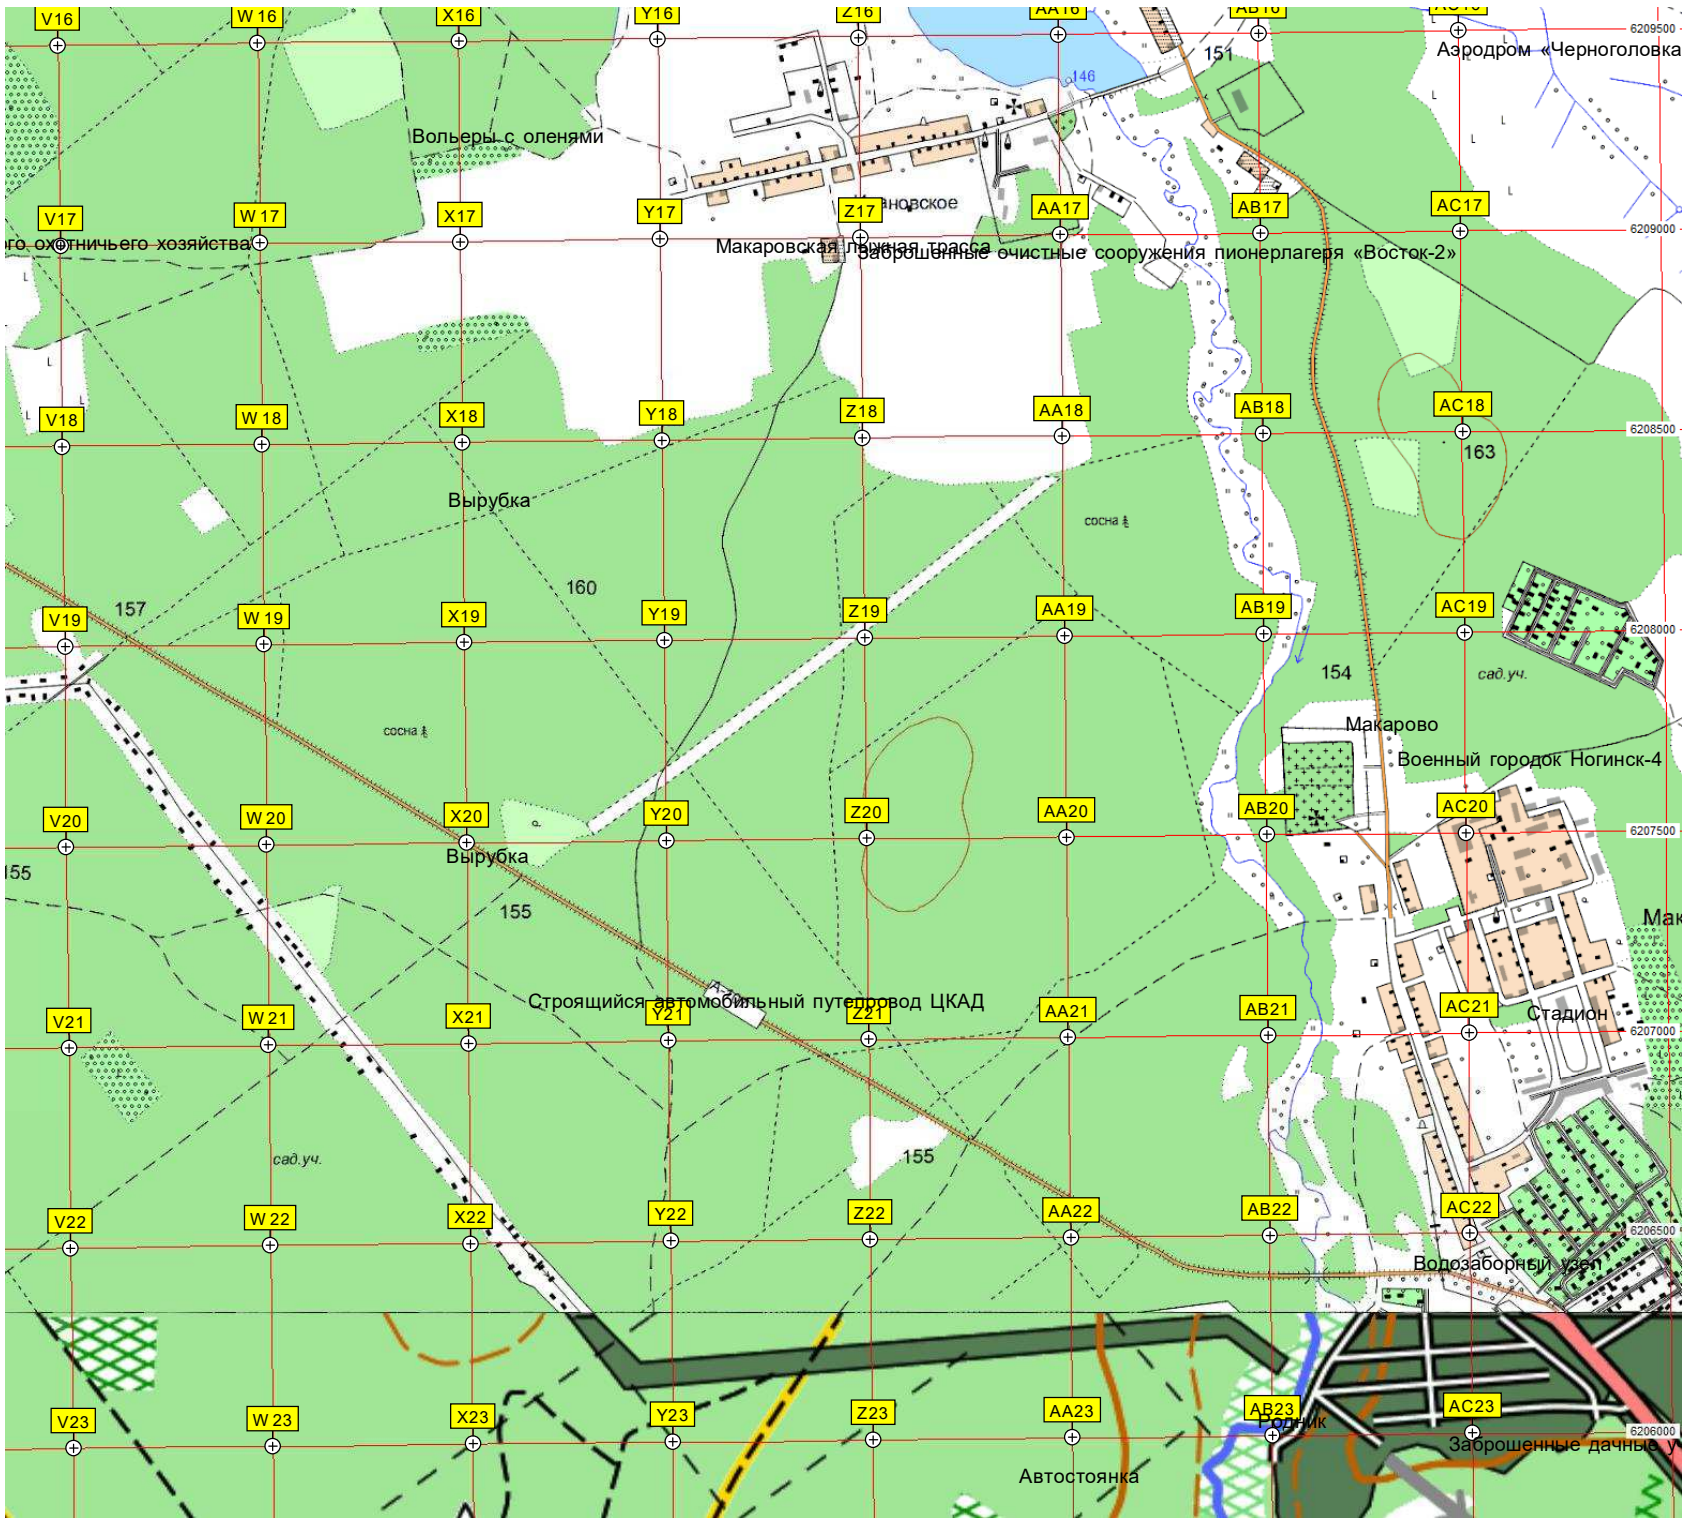 V16 W16 X16 Y16 Z16 AA16 AB16
6209500
Аэродром «Черноголовка
151
146
Вольеры с оленями
V17 W17 X17 Y17 Z17 AA17 AB17 AC17
6209000
го охотничьего хозяйства
Макаровская лыжная трасса
Заброшенные очистные сооружения пионерлагеря «Восток-2»
V18 W18 X18 Y18 Z18 AA18 AB18 AC18
6208500
163
Вырубка
сосна
160
157
V19 W19 X19 Y19 Z19 AA19 AB19 AC19
6208000
154
сад.уч.
сосна
Макарово
Военный городок Ногинск-4
V20 W20 X20 Y20 Z20 AA20 AB20 AC20
6207500
Вырубка
155
155
Мак
Строящийся автомобильный путепровод ЦКАД
V21 W21 X21 Y21 Z21 AA21 AB21 AC21
Стадион
6207000
сад.уч.
155
V22 W22 X22 Y22 Z22 AA22 AB22 AC22
6206500
Водозаборный узел
V23 W23 X23 Y23 Z23 AA23 AB23 AC23
Родник
6206000
Заброшенные дачные у
Автостоянка